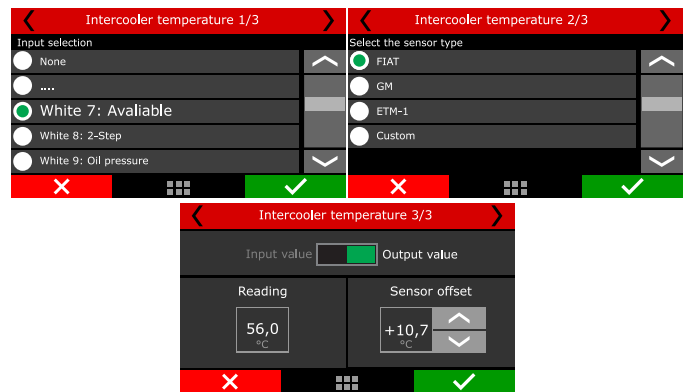 Intercooler temperature 1/3
Input selection
None
....
White 7: Avaliable
White 8: 2-Step
White 9: Oil pressure
Intercooler temperature 2/3
Select the sensor type
FIAT
GM
ETM-1
Custom
Intercooler temperature 3/3
Input value Output value
Reading
56,0
°C
Sensor offset
+10,7
°C